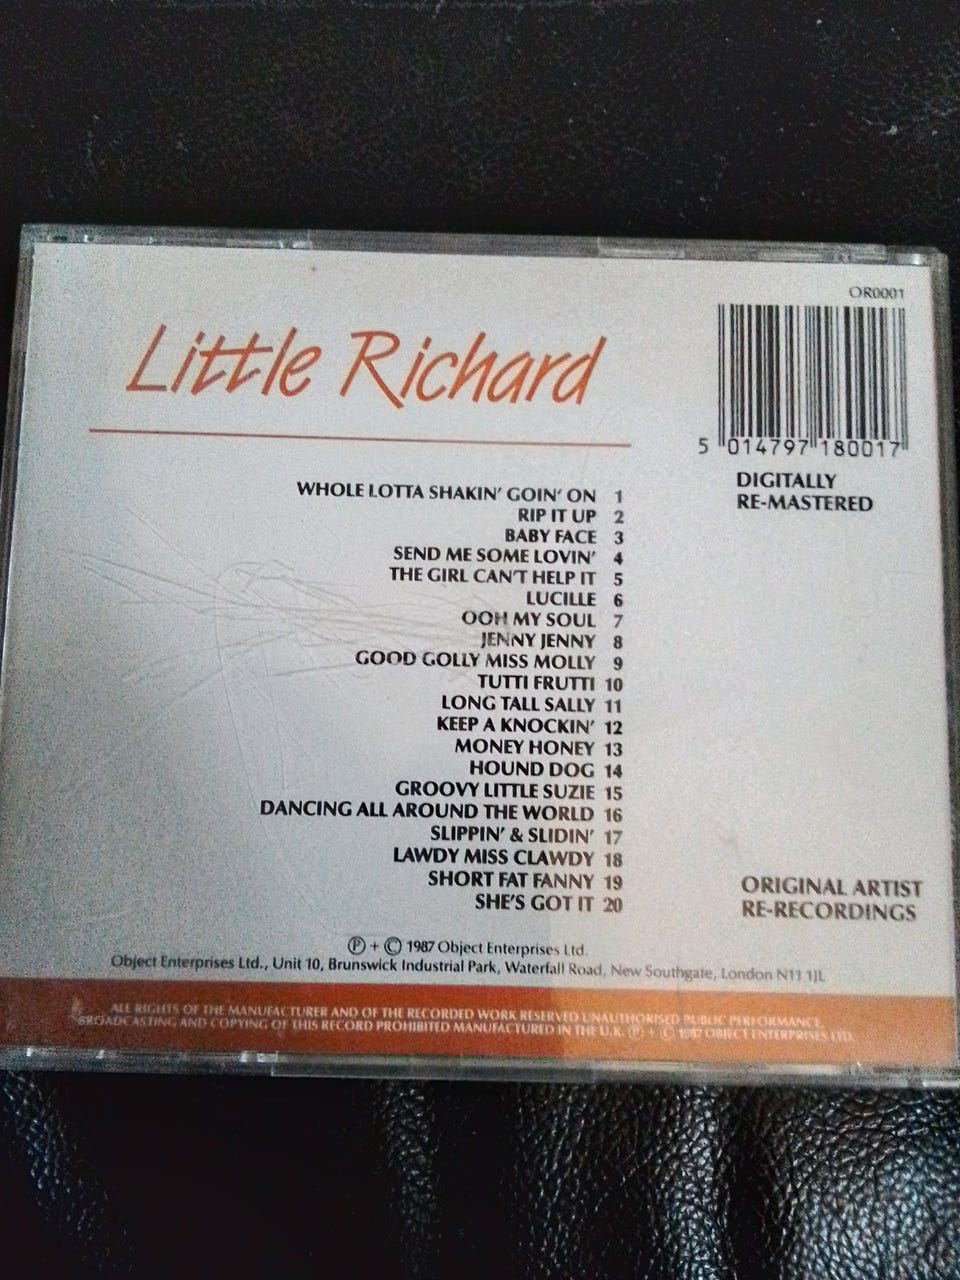 OR0001
Little Richard
5 014797 180017
DIGITALLY
RE-MASTERED
WHOLE LOTTA SHAKIN' GOIN' ON 1
RIP IT UP 2
BABY FACE 3
SEND ME SOME LOVIN' 4
THE GIRL CAN'T HELP IT 5
LUCILLE 6
OOH MY SOUL 7
JENNY JENNY 8
GOOD GOLLY MISS MOLLY 9
TUTTI FRUTTI 10
LONG TALL SALLY 11
KEEP A KNOCKIN' 12
MONEY HONEY 13
HOUND DOG 14
GROOVY LITTLE SUZIE 15
DANCING ALL AROUND THE WORLD 16
SLIPPIN' & SLIDIN' 17
LAWDY MISS CLAWDY 18
SHORT FAT FANNY 19
SHE'S GOT IT 20
ORIGINAL ARTIST
RE-RECORDINGS
Ⓟ + © 1987 Object Enterprises Ltd.
Object Enterprises Ltd., Unit 10, Brunswick Industrial Park, Waterfall Road, New Southgate, London N11 1JL
ALL RIGHTS OF THE MANUFACTURER AND OF THE RECORDED WORK RESERVED UNAUTHORISED PUBLIC PERFORMANCE,
BROADCASTING AND COPYING OF THIS RECORD PROHIBITED MANUFACTURED IN THE U.K. Ⓟ + © 1987 OBJECT ENTERPRISES LTD.